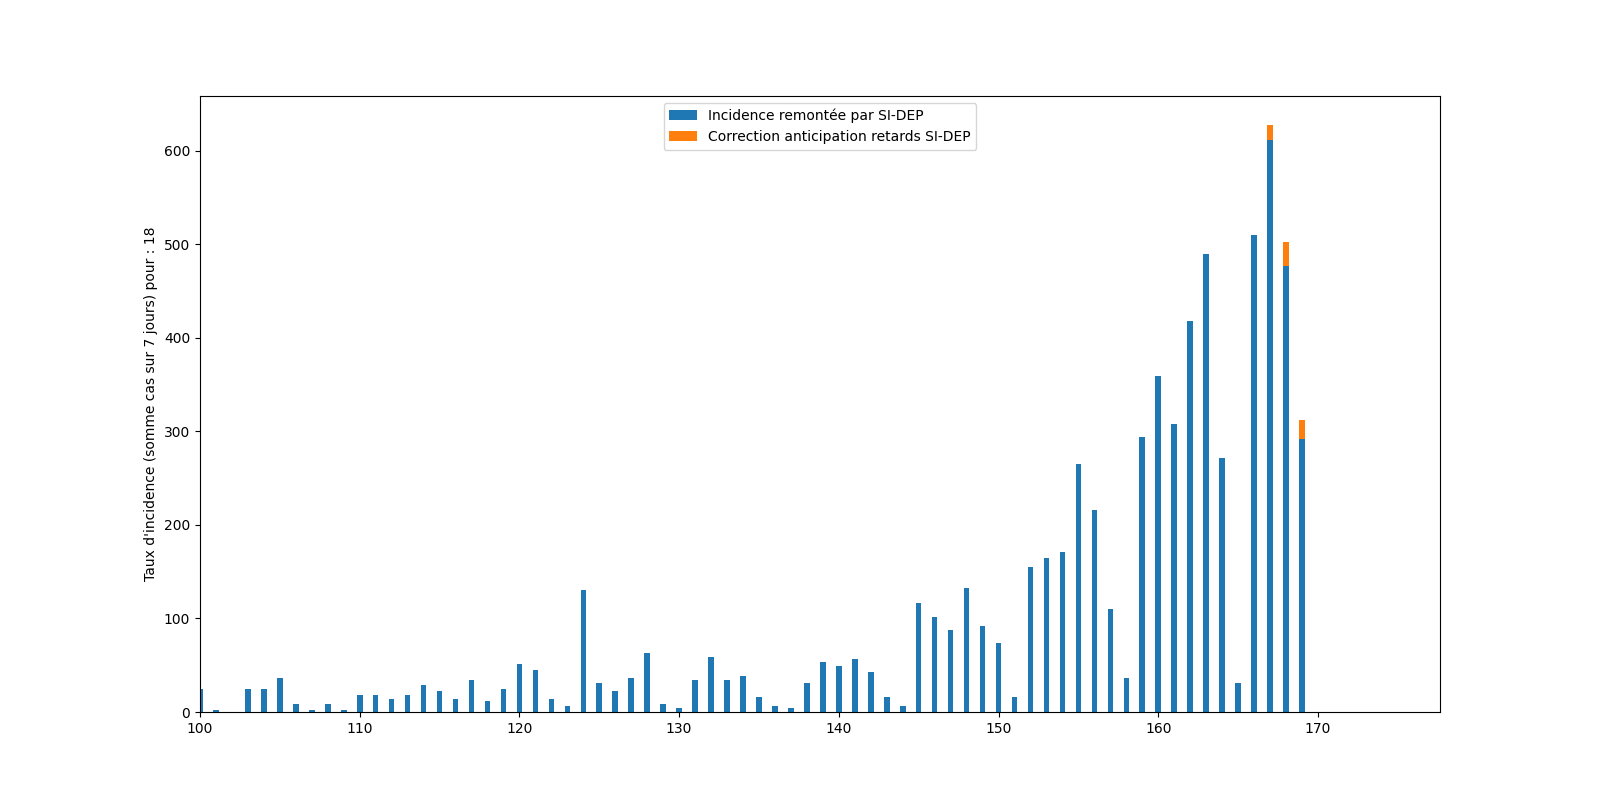 Incidence remontée par SI-DEP
Correction anticipation retards SI-DEP
Taux d'incidence (somme cas sur 7 jours) pour : 18
600
500
400
300
200
100
0
100 110 120 130 140 150 160 170